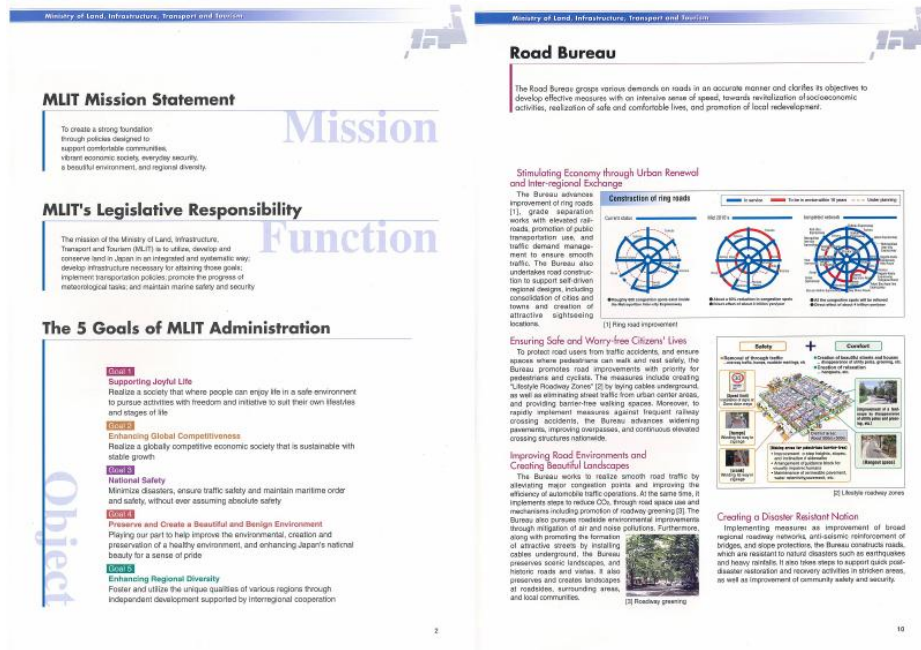 Ministry of Land, Infrastructure, Transport and Tourism
MLIT Mission Statement
Mission
To create a strong foundation
through policies designed to
support comfortable communities,
vibrant economic society, everyday security,
a beautiful environment, and regional diversity.
MLIT's Legislative Responsibility
Function
The mission of the Ministry of Land, Infrastructure,
Transport and Tourism (MLIT) is to utilize, develop and
conserve land in Japan in an integrated and systematic way;
develop infrastructure necessary for attaining those goals;
implement transportation policies; promote the progress of
meteorological tasks; and maintain marine safety and security
The 5 Goals of MLIT Administration
Object
Goal 1
Supporting Joyful Life
Realize a society that where people can enjoy life in a safe environment
to pursue activities with freedom and initiative to suit their own lifestyles
and stages of life
Goal 2
Enhancing Global Competitiveness
Realize a globally competitive economic society that is sustainable with
stable growth
Goal 3
National Safety
Minimize disasters, ensure traffic safety and maintain maritime order
and safety, without ever assuming absolute safety
Goal 4
Preserve and Create a Beautiful and Benign Environment
Playing our part to help improve the environmental, creation and
preservation of a healthy environment, and enhancing Japan's national
beauty for a sense of pride
Goal 5
Enhancing Regional Diversity
Foster and utilize the unique qualities of various regions through
independent development supported by interregional cooperation
2
Ministry of Land, Infrastructure, Transport and Tourism
Road Bureau
The Road Bureau grasps various demands on roads in an accurate manner and clarifies its objectives to
develop effective measures with an intensive sense of speed, towards revitalization of socioeconomic
activities, realization of safe and comfortable lives, and promotion of local redevelopment.
Stimulating Economy through Urban Renewal
and Inter-regional Exchange
The Bureau advances
improvement of ring roads
[1], grade separation
works with elevated rail-
roads, promotion of public
transportation use, and
traffic demand manage-
ment to ensure smooth
traffic. The Bureau also
undertakes road construc-
tion to support self-driven
regional designs, including
consolidation of cities and
towns and creation of
attractive sightseeing
locations.
Construction of ring roads
In service
To be in service within 10 years
Under planning
Current status
Mid 2010's
Completed network
[1] Ring road improvement
Ensuring Safe and Worry-free Citizens' Lives
To protect road users from traffic accidents, and ensure
spaces where pedestrians can walk and rest safely, the
Bureau promotes road improvements with priority for
pedestrians and cyclists. The measures include creating
"Lifestyle Roadway Zones" [2] by laying cables underground,
as well as eliminating street traffic from urban center areas,
and providing barrier-free walking spaces. Moreover, to
rapidly implement measures against frequent railway
crossing accidents, the Bureau advances widening
pavements, improving overpasses, and continuous elevated
crossing structures nationwide.
Improving Road Environments and
Creating Beautiful Landscapes
The Bureau works to realize smooth road traffic by
alleviating major congestion points and improving the
efficiency of automobile traffic operations. At the same time, it
implements steps to reduce CO₂, through road space use and
mechanisms including promotion of roadway greening [3]. The
Bureau also pursues roadside environmental improvements
through mitigation of air and noise pollutions. Furthermore,
along with promoting the formation
of attractive streets by installing
cables underground, the Bureau
preserves scenic landscapes, and
historic roads and vistas. It also
preserves and creates landscapes
at roadsides, surrounding areas,
and local communities.
[3] Roadway greening
Safety + Comfort
[2] Lifestyle roadway zones
Creating a Disaster Resistant Nation
Implementing measures as improvement of broad
regional roadway networks, anti-seismic reinforcement of
bridges, and slope protections, the Bureau constructs roads,
which are resistant to natural disasters such as earthquakes
and heavy rainfalls. It also takes steps to support quick post-
disaster restoration and recovery activities in stricken areas,
as well as improvement of community safety and security.
10